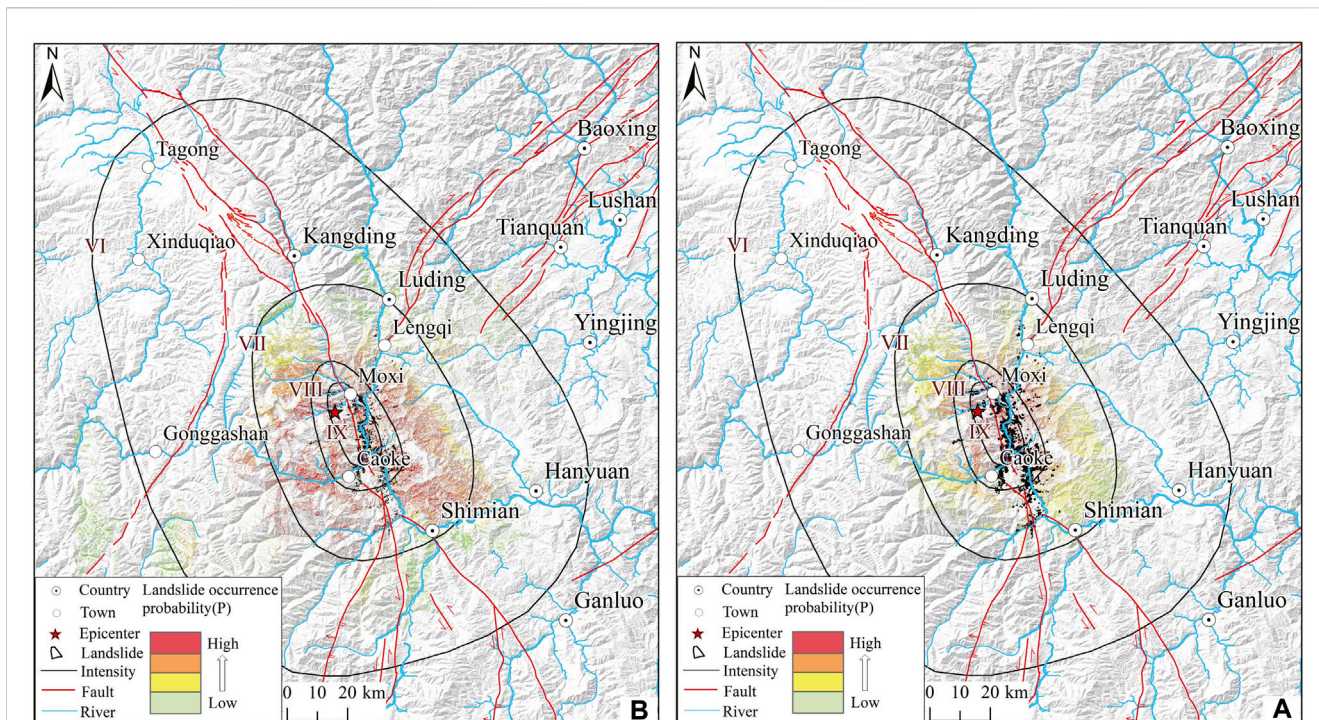 N
Baoxing
Tagong
Lushan
Tianquan
VI
Xinduqiao
Kangding
Luding
Lengqi
Yingjing
VII
VIII
Moxi
IX
Gonggashan
Caoke
Hanyuan
Shimian
Ganluo
Country
Town
Epicenter
Landslide
Intensity
Fault
River
Landslide occurrence
probability(P)
High
Low
0 10 20 km
B
N
Baoxing
Tagong
Lushan
Tianquan
VI
Xinduqiao
Kangding
Luding
Lengqi
Yingjing
VII
VIII
Moxi
IX
Gonggashan
Caoke
Hanyuan
Shimian
Ganluo
Country
Town
Epicenter
Landslide
Intensity
Fault
River
Landslide occurrence
probability(P)
High
Low
0 10 20 km
A